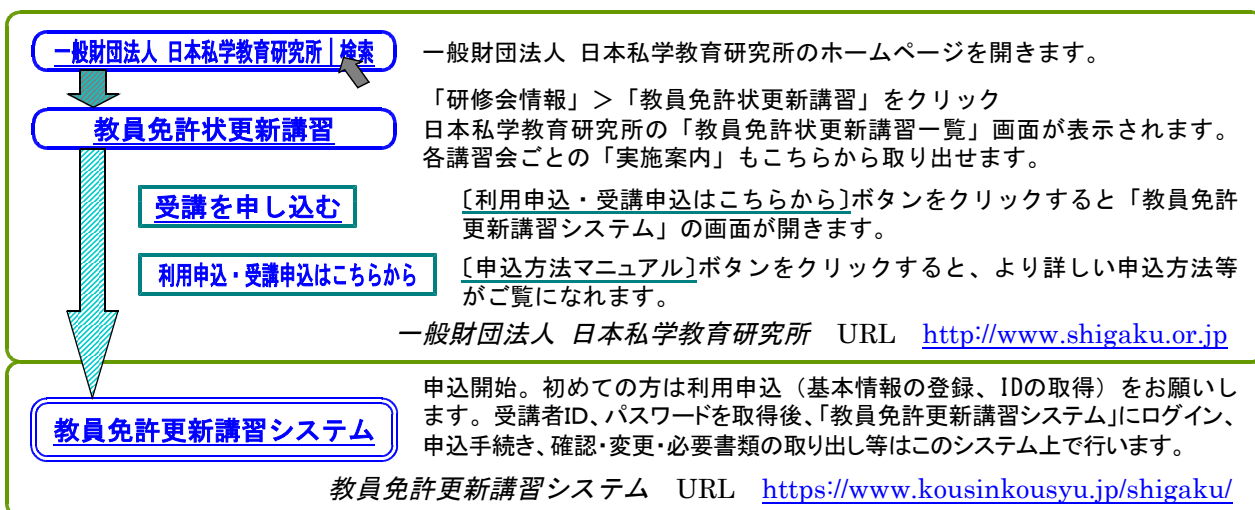 一般財団法人 日本私学教育研究所│検索
一般財団法人 日本私学教育研究所のホームページを開きます。
教員免許状更新講習
「研修会情報」＞「教員免許状更新講習」をクリック
日本私学教育研究所の「教員免許状更新講習一覧」画面が表示されます。
各講習会ごとの「実施案内」もこちらから取り出せます。
受講を申し込む
〔利用申込・受講申込はこちらから〕ボタンをクリックすると「教員免許
更新講習システム」の画面が開きます。
利用申込・受講申込はこちらから
〔申込方法マニュアル〕ボタンをクリックすると、より詳しい申込方法等
がご覧になれます。
一般財団法人 日本私学教育研究所 URL http://www.shigaku.or.jp
教員免許更新講習システム
申込開始。初めての方は利用申込（基本情報の登録、IDの取得）をお願いし
ます。受講者ID、パスワードを取得後、「教員免許更新講習システム」にログイン、
申込手続き、確認・変更・必要書類の取り出し等はこのシステム上で行います。
教員免許更新講習システム URL https://www.kousinkousyu.jp/shigaku/